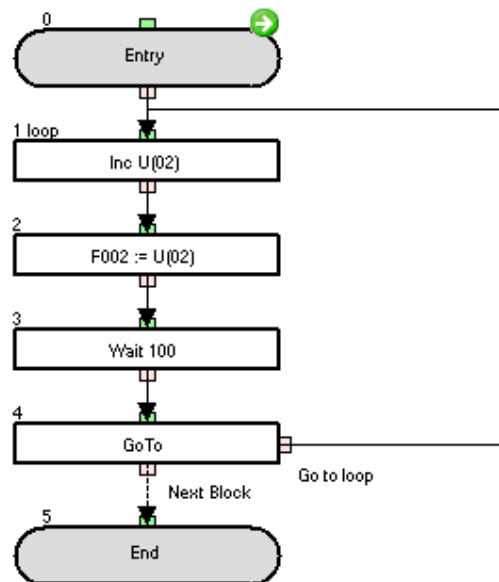 0
Entry
1 loop
Inc U(02)
2
F002 := U(02)
3
Wait 100
4
GoTo
Go to loop
Next Block
5
End